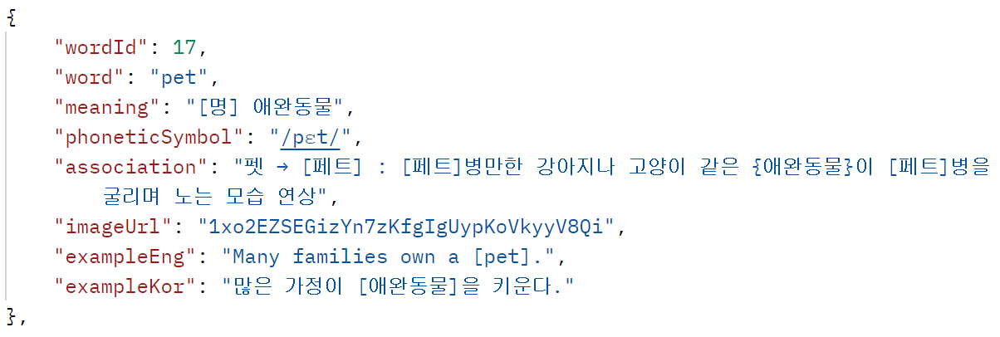 {
"wordId": 17,
"word": "pet",
"meaning": "[명] 애완동물",
"phoneticSymbol": "/pɛt/",
"association": "펫 → [페트] : [페트]병만한 강아지나 고양이 같은 {애완동물}이 [페트]병을
굴리며 노는 모습 연상",
"imageUrl": "1xo2EZSEGizYn7zKfgIgUypKoVkyyV8Qi",
"exampleEng": "Many families own a [pet].",
"exampleKor": "많은 가정이 [애완동물]을 키운다."
},